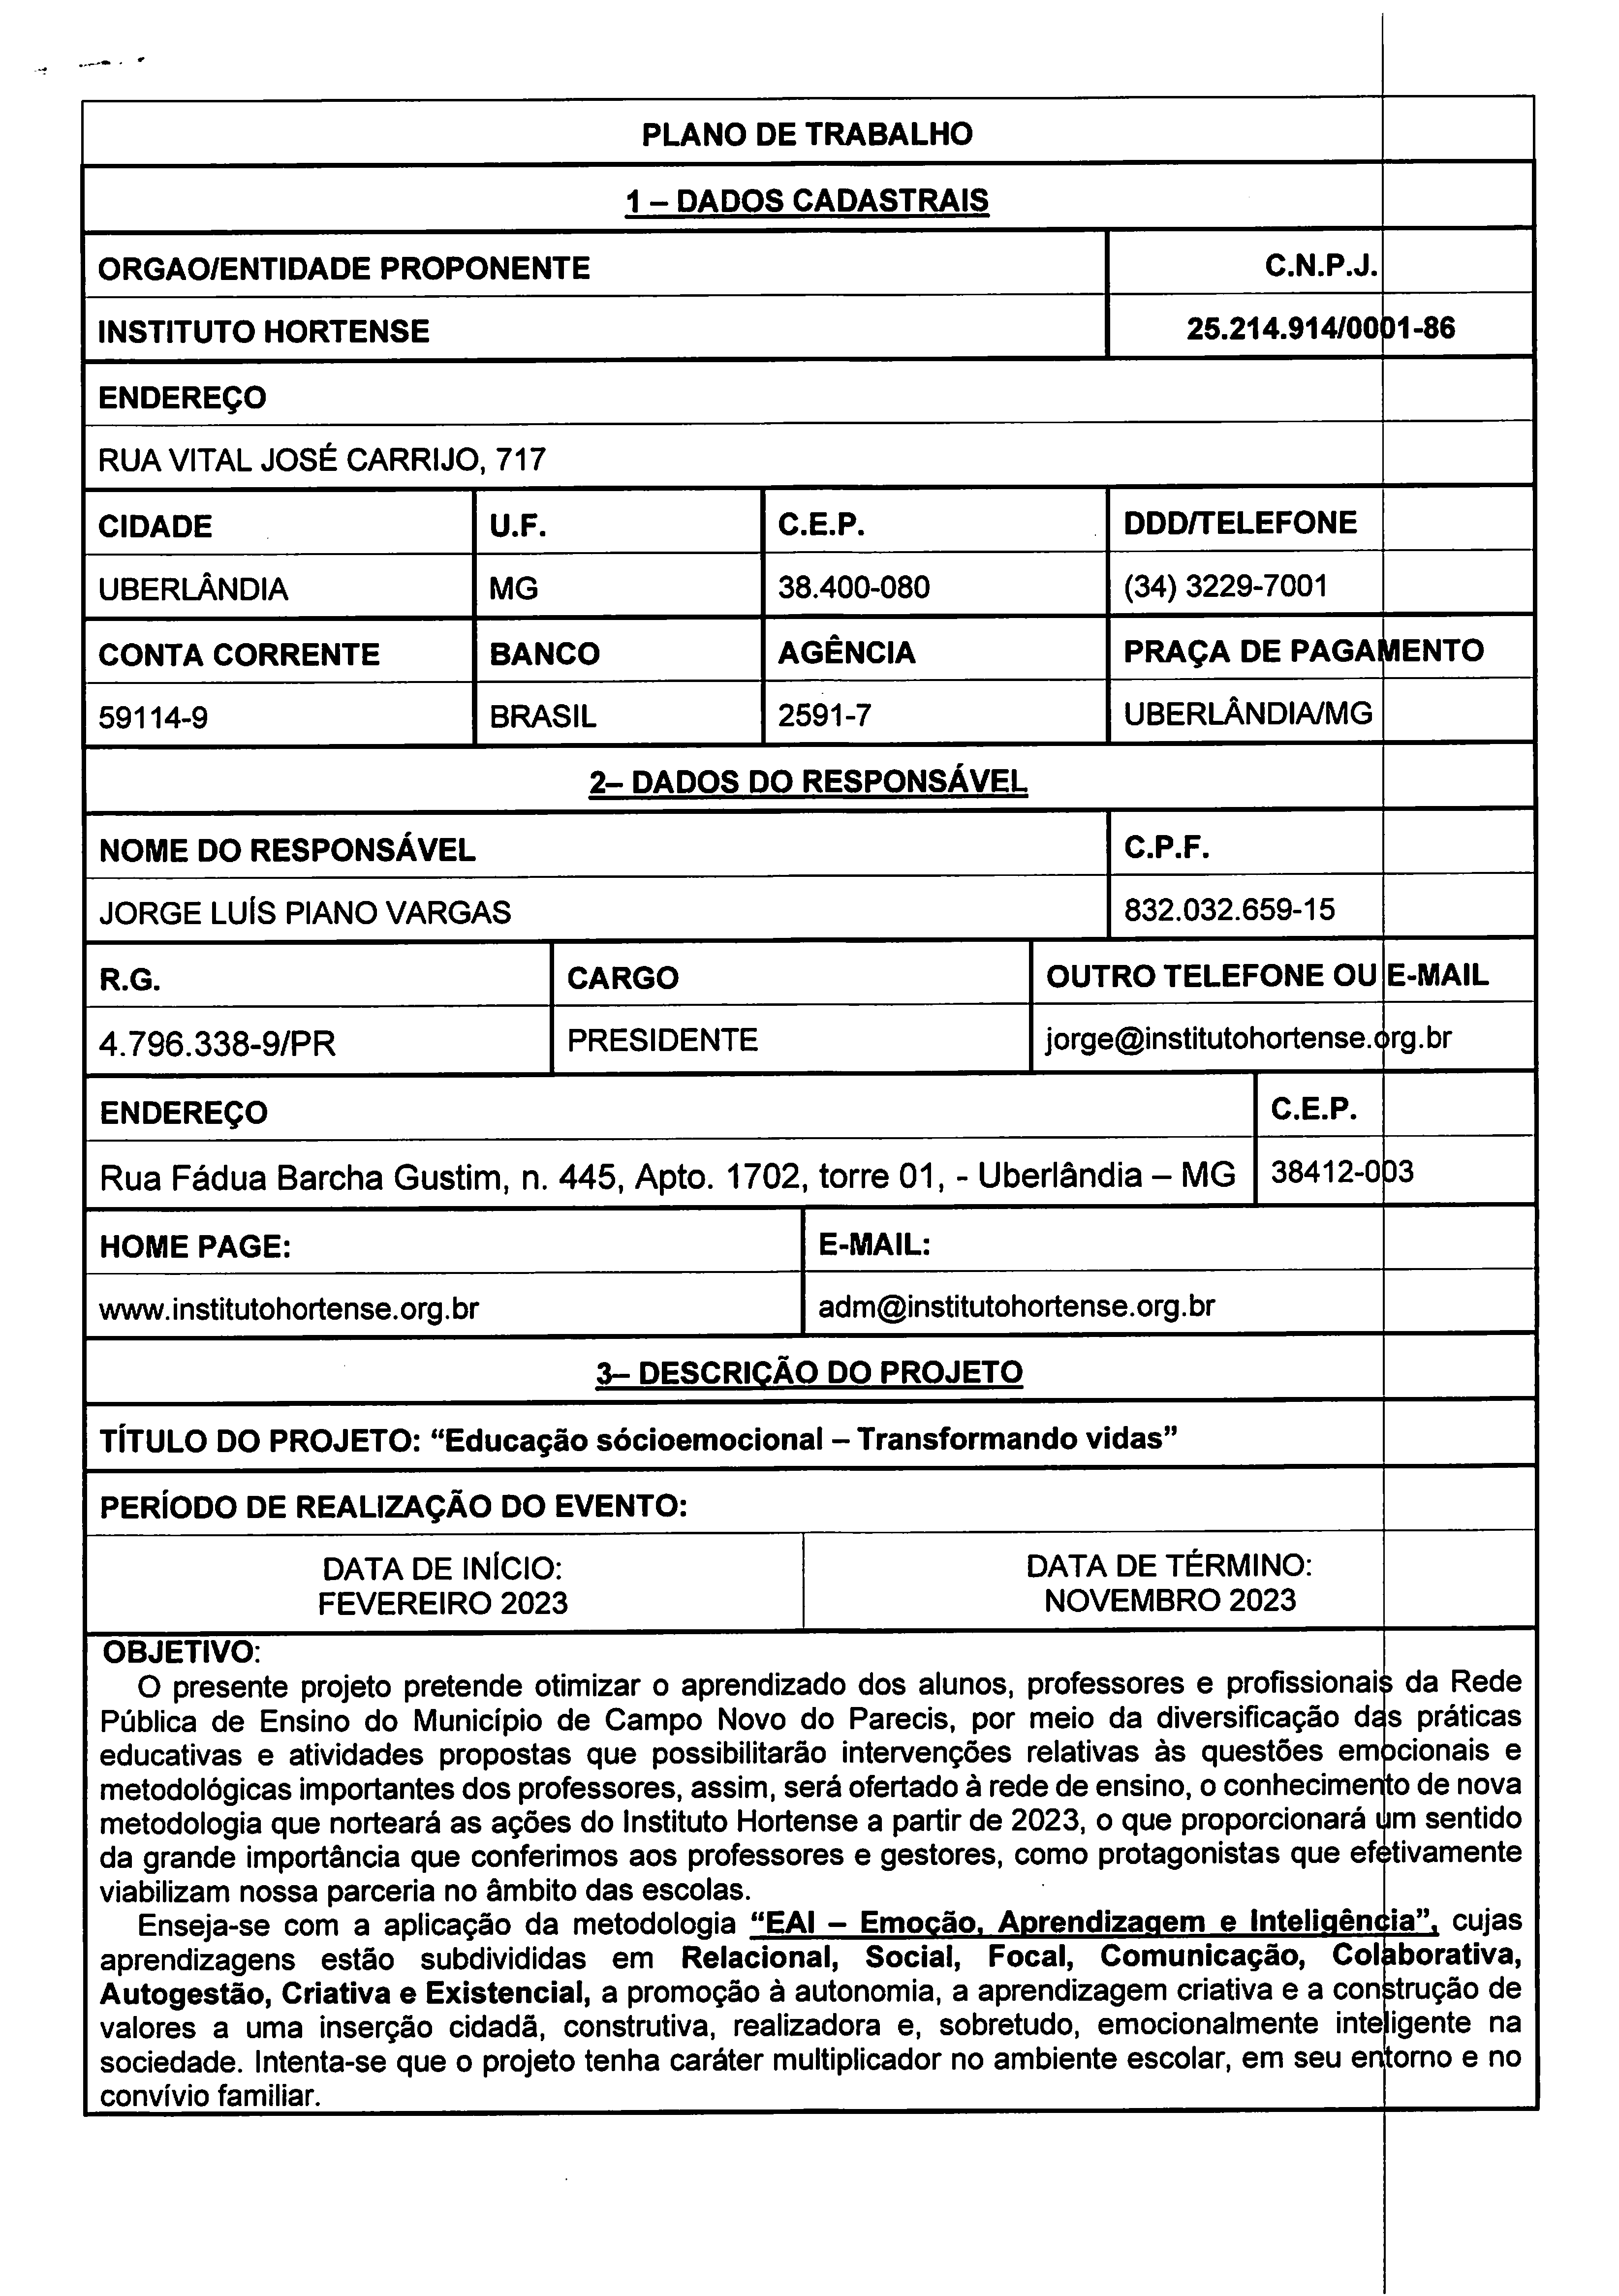 PLANO DE TRABALHO
1 – DADOS CADASTRAIS
ORGAO/ENTIDADE PROPONENTE C.N.P.J.
INSTITUTO HORTENSE 25.214.914/0001-86
ENDEREÇO
RUA VITAL JOSÉ CARRIJO, 717
CIDADE U.F. C.E.P. DDD/TELEFONE
UBERLÂNDIA MG 38.400-080 (34) 3229-7001
CONTA CORRENTE BANCO AGÊNCIA PRAÇA DE PAGAMENTO
59114-9 BRASIL 2591-7 UBERLÂNDIA/MG
2– DADOS DO RESPONSÁVEL
NOME DO RESPONSÁVEL C.P.F.
JORGE LUÍS PIANO VARGAS 832.032.659-15
R.G. CARGO OUTRO TELEFONE OU E-MAIL
4.796.338-9/PR PRESIDENTE jorge@institutohortense.org.br
ENDEREÇO C.E.P.
Rua Fádua Barcha Gustim, n. 445, Apto. 1702, torre 01, - Uberlândia – MG 38412-003
HOME PAGE: E-MAIL:
www.institutohortense.org.br adm@institutohortense.org.br
3– DESCRIÇÃO DO PROJETO
TÍTULO DO PROJETO: “Educação sócioemocional – Transformando vidas”
PERÍODO DE REALIZAÇÃO DO EVENTO:
DATA DE INÍCIO: DATA DE TÉRMINO:
FEVEREIRO 2023 NOVEMBRO 2023
OBJETIVO:
O presente projeto pretende otimizar o aprendizado dos alunos, professores e profissionais da Rede
Pública de Ensino do Município de Campo Novo do Parecis, por meio da diversificação das práticas
educativas e atividades propostas que possibilitarão intervenções relativas às questões emocionais e
metodológicas importantes dos professores, assim, será ofertado à rede de ensino, o conhecimento de nova
metodologia que norteará as ações do Instituto Hortense a partir de 2023, o que proporcionará um sentido
da grande importância que conferimos aos professores e gestores, como protagonistas que efetivamente
viabilizam nossa parceria no âmbito das escolas.
Enseja-se com a aplicação da metodologia “EAI – Emoção, Aprendizagem e Inteligência”, cujas
aprendizagens estão subdivididas em Relacional, Social, Focal, Comunicação, Colaborativa,
Autogestão, Criativa e Existencial, a promoção à autonomia, a aprendizagem criativa e a construção de
valores a uma inserção cidadã, construtiva, realizadora e, sobretudo, emocionalmente inteligente na
sociedade. Intenta-se que o projeto tenha caráter multiplicador no ambiente escolar, em seu entorno e no
convívio familiar.